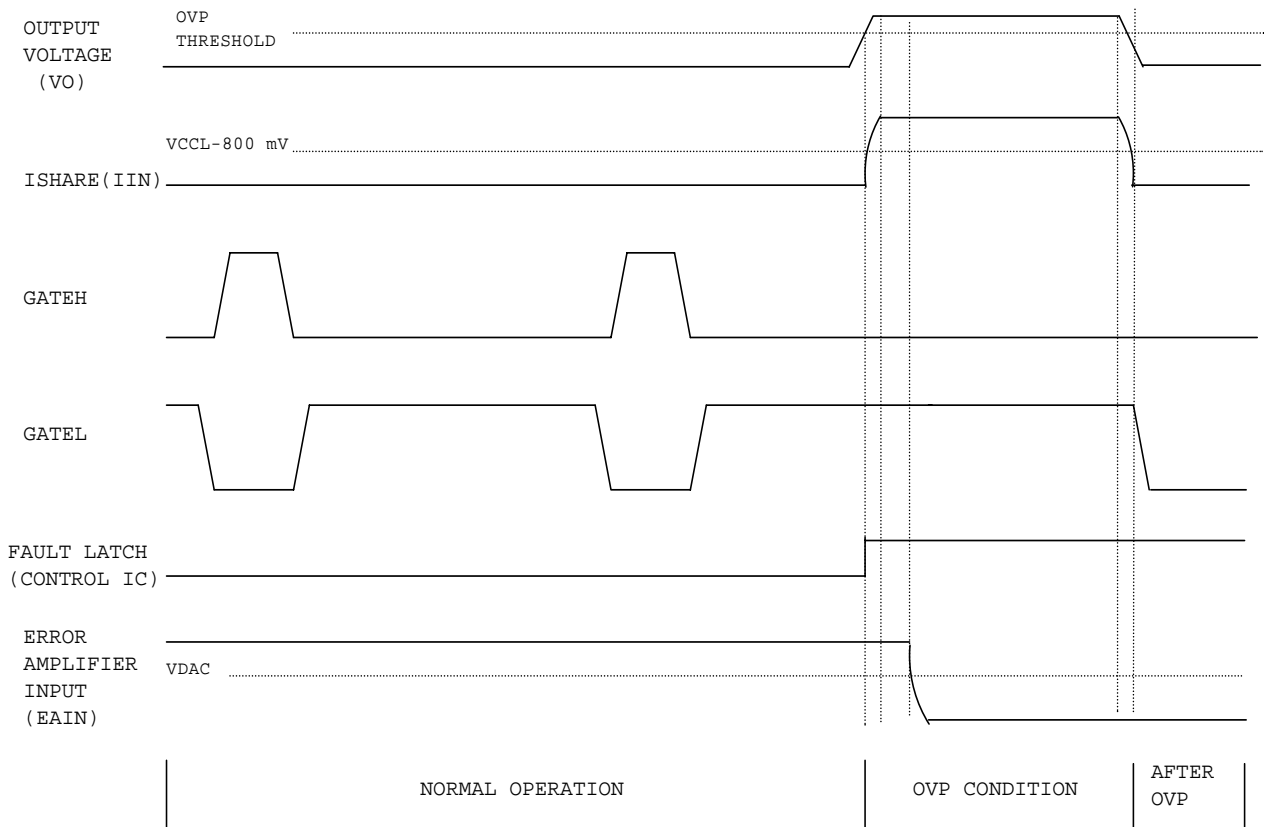 OUTPUT
VOLTAGE
(VO)
OVP
THRESHOLD
VCCL-800 mV
ISHARE(IIN)
GATEH
GATEL
FAULT LATCH
(CONTROL IC)
ERROR
AMPLIFIER
INPUT
(EAIN)
VDAC
NORMAL OPERATION
OVP CONDITION
AFTER
OVP